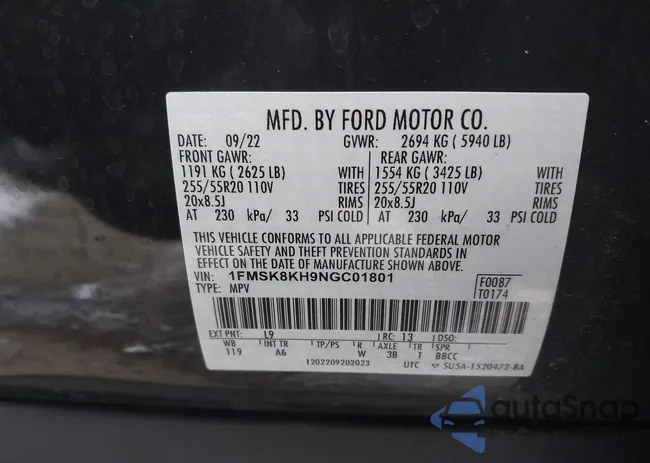 MFD. BY FORD MOTOR CO.
DATE: 09/22 GVWR: 2694 KG ( 5940 LB)
FRONT GAWR: REAR GAWR:
1191 KG ( 2625 LB) WITH 1554 KG ( 3425 LB) WITH
255/55R20 110V TIRES 255/55R20 110V TIRES
20x8.5J RIMS 20x8.5J RIMS
AT 230 kPa/ 33 PSI COLD AT 230 kPa/ 33 PSI COLD
THIS VEHICLE CONFORMS TO ALL APPLICABLE FEDERAL MOTOR
VEHICLE SAFETY AND THEFT PREVENTION STANDARDS IN
EFFECT ON THE DATE OF MANUFACTURE SHOWN ABOVE.
VIN: 1FMSK8KH9NGC01801 F0087
TYPE: MPV T0174
EXT PNT: L9 RC: 13 DSO:
WB INT TR TP/PS R AXLE TR SPR
119 A6 W 3B T BBCC
1202209202023 UTC 5U5A-1520472-BA
autoSnap